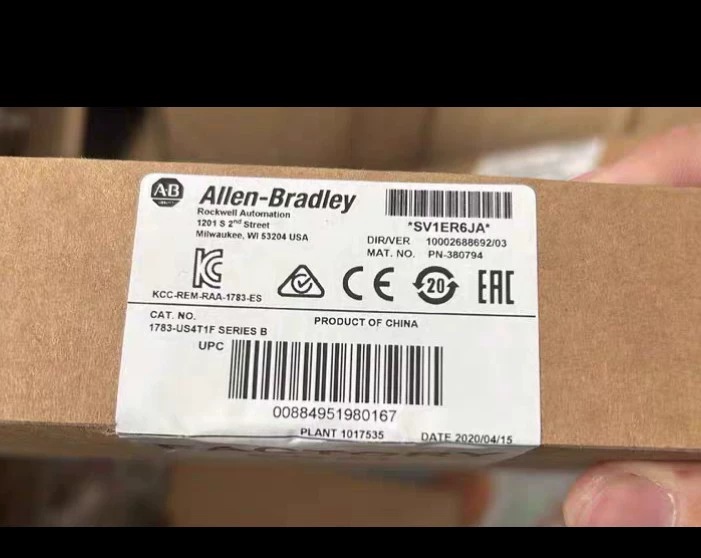 AB
Allen-Bradley
Rockwell Automation
1201 S 2nd Street
Milwaukee, WI 53204 USA
*SV1ER6JA*
DIR/VER 10002688692/03
MAT. NO. PN-380794
KCC-REM-RAA-1783-ES
CE
20
EAC
CAT. NO.
1783-US4T1F SERIES B
PRODUCT OF CHINA
UPC
00884951980167
PLANT 1017535
DATE 2020/04/15